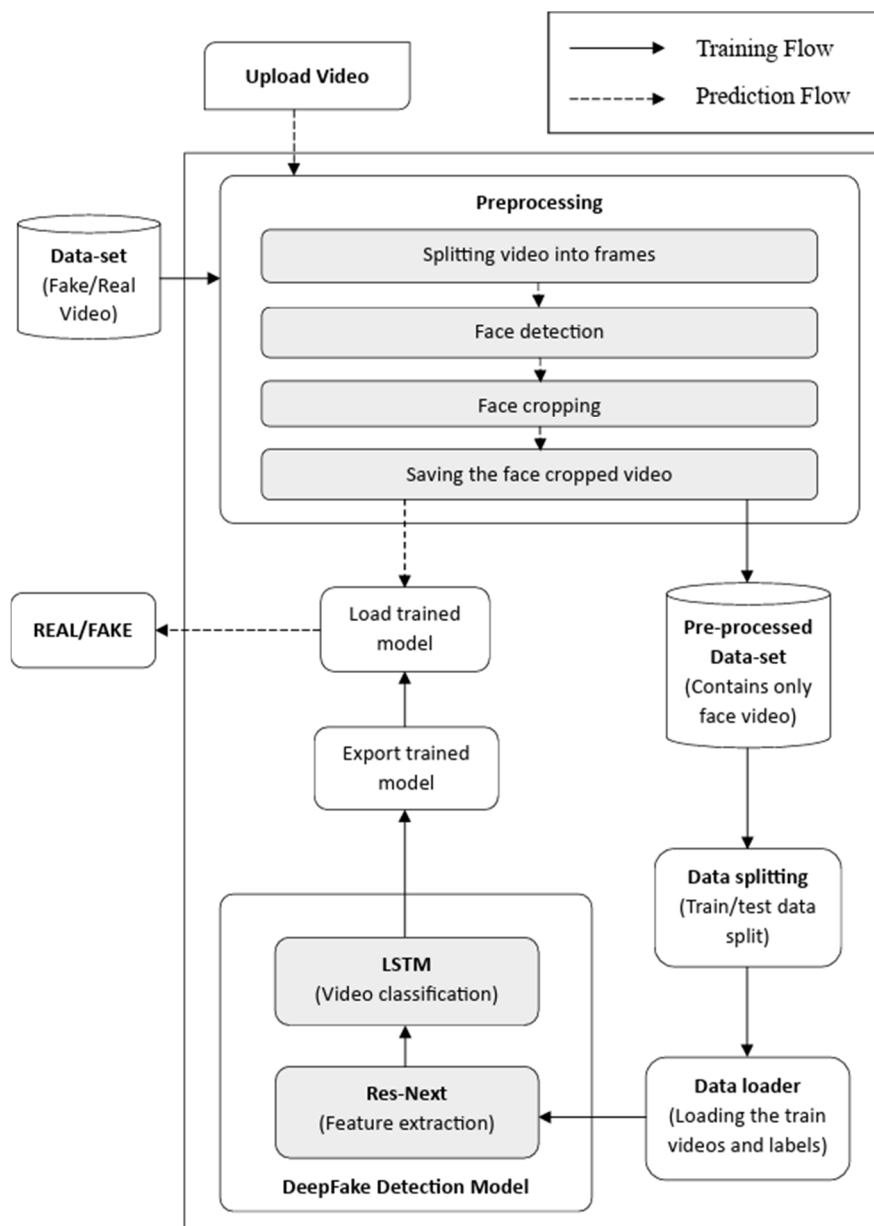 Training Flow
Prediction Flow
Upload Video
Preprocessing
Data-set
(Fake/Real
Video)
Splitting video into frames
Face detection
Face cropping
Saving the face cropped video
REAL/FAKE
Load trained
model
Pre-processed
Data-set
(Contains only
face video)
Export trained
model
Data splitting
(Train/test data
split)
LSTM
(Video classification)
Res-Next
(Feature extraction)
DeepFake Detection Model
Data loader
(Loading the train
videos and labels)